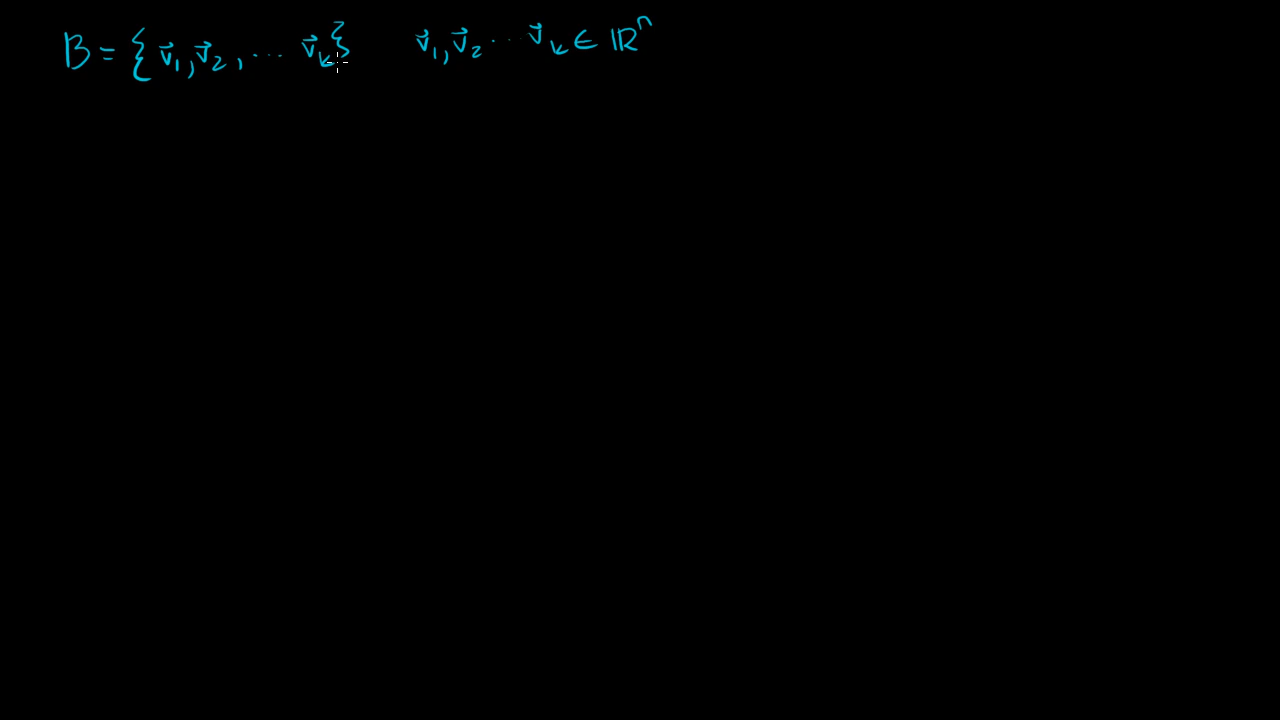 B = { v⃗₁, v⃗₂, ··· v⃗ₖ }    v⃗₁, v⃗₂ ··· v⃗ₖ ∈ ℝⁿ